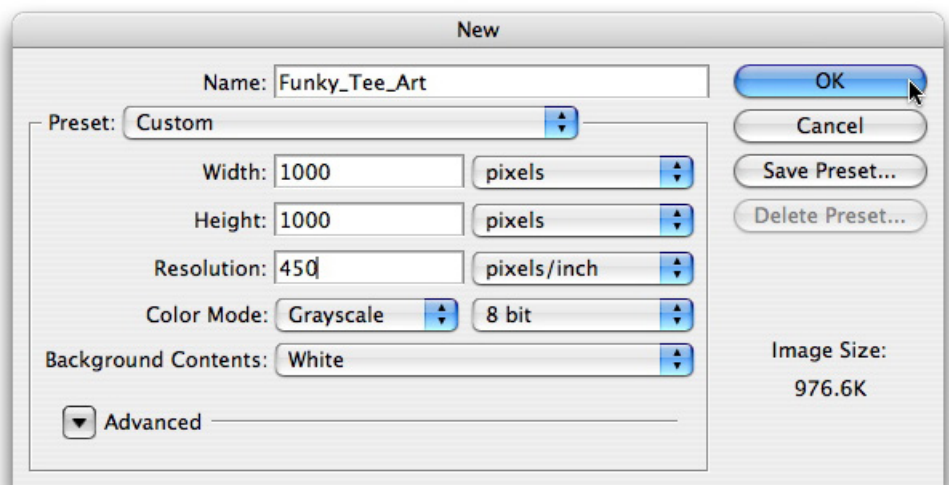 New
Name: Funky_Tee_Art
OK
Preset: Custom
Cancel
Width: 1000 pixels
Save Preset...
Height: 1000 pixels
Delete Preset...
Resolution: 450 pixels/inch
Color Mode: Grayscale 8 bit
Background Contents: White
Image Size:
976.6K
Advanced